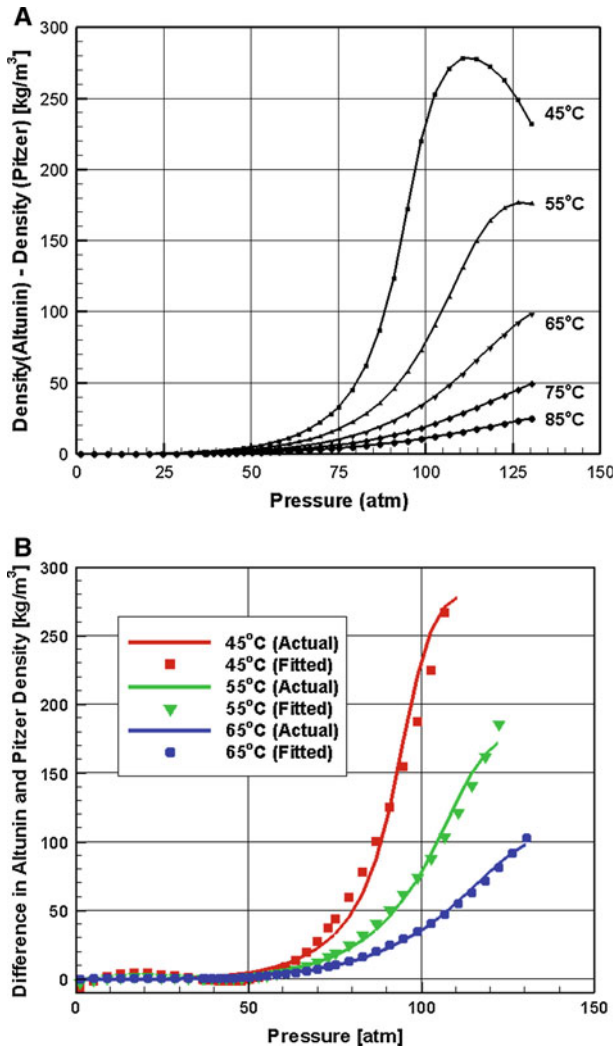 A
Density(Altunin) - Density (Pitzer) [kg/m³]
300
250
200
150
100
50
0
45°C
55°C
65°C
75°C
85°C
0 25 50 75 100 125 150
Pressure (atm)
B
Difference in Altunin and Pitzer Density [kg/m³]
300
250
200
150
100
50
0
45°C (Actual)
45°C (Fitted)
55°C (Actual)
55°C (Fitted)
65°C (Actual)
65°C (Fitted)
0 50 100 150
Pressure [atm]